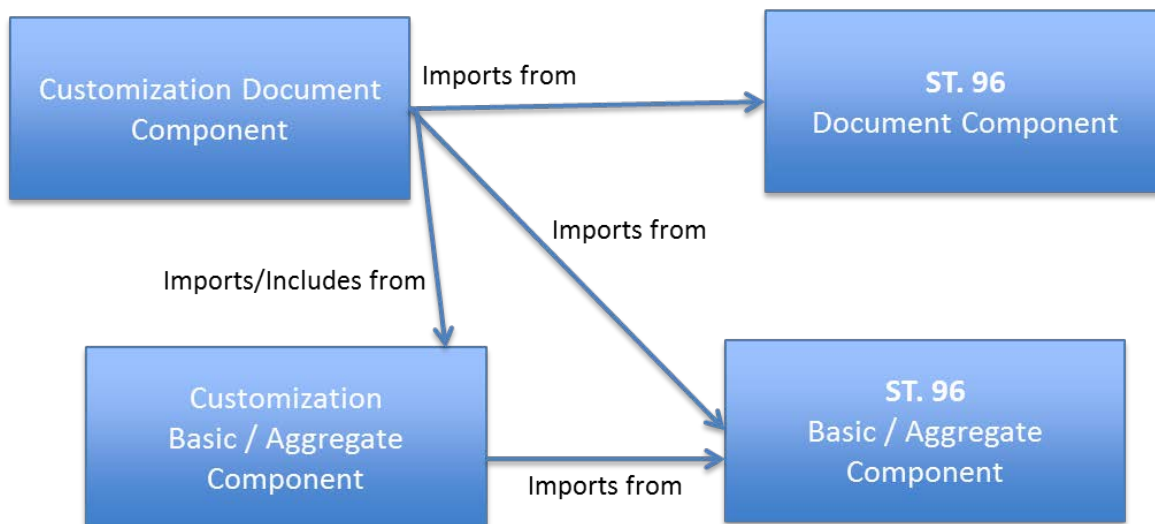 Customization Document
Component
Imports from
ST. 96
Document Component
Imports from
Imports/Includes from
Customization
Basic / Aggregate
Component
Imports from
ST. 96
Basic / Aggregate
Component